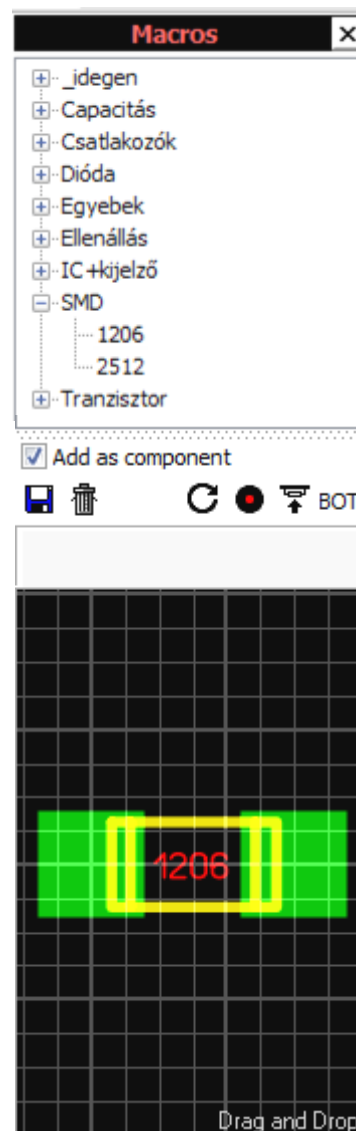 Macros
_idegen
Capacitás
Csatlakozók
Dióda
Egyebek
Ellenállás
IC+kijelző
SMD
1206
2512
Tranzisztor
Add as component
BOT
1206
Drag and Drop